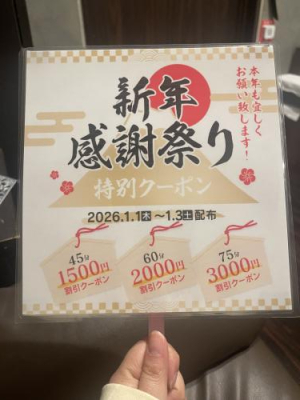 本年も宜しく
お願い致します！
新年
感謝祭り
特別クーポン
2026.1.1木～1.3土配布
45分
1500円
割引クーポン
60分
2000円
割引クーポン
75分
3000円
割引クーポン